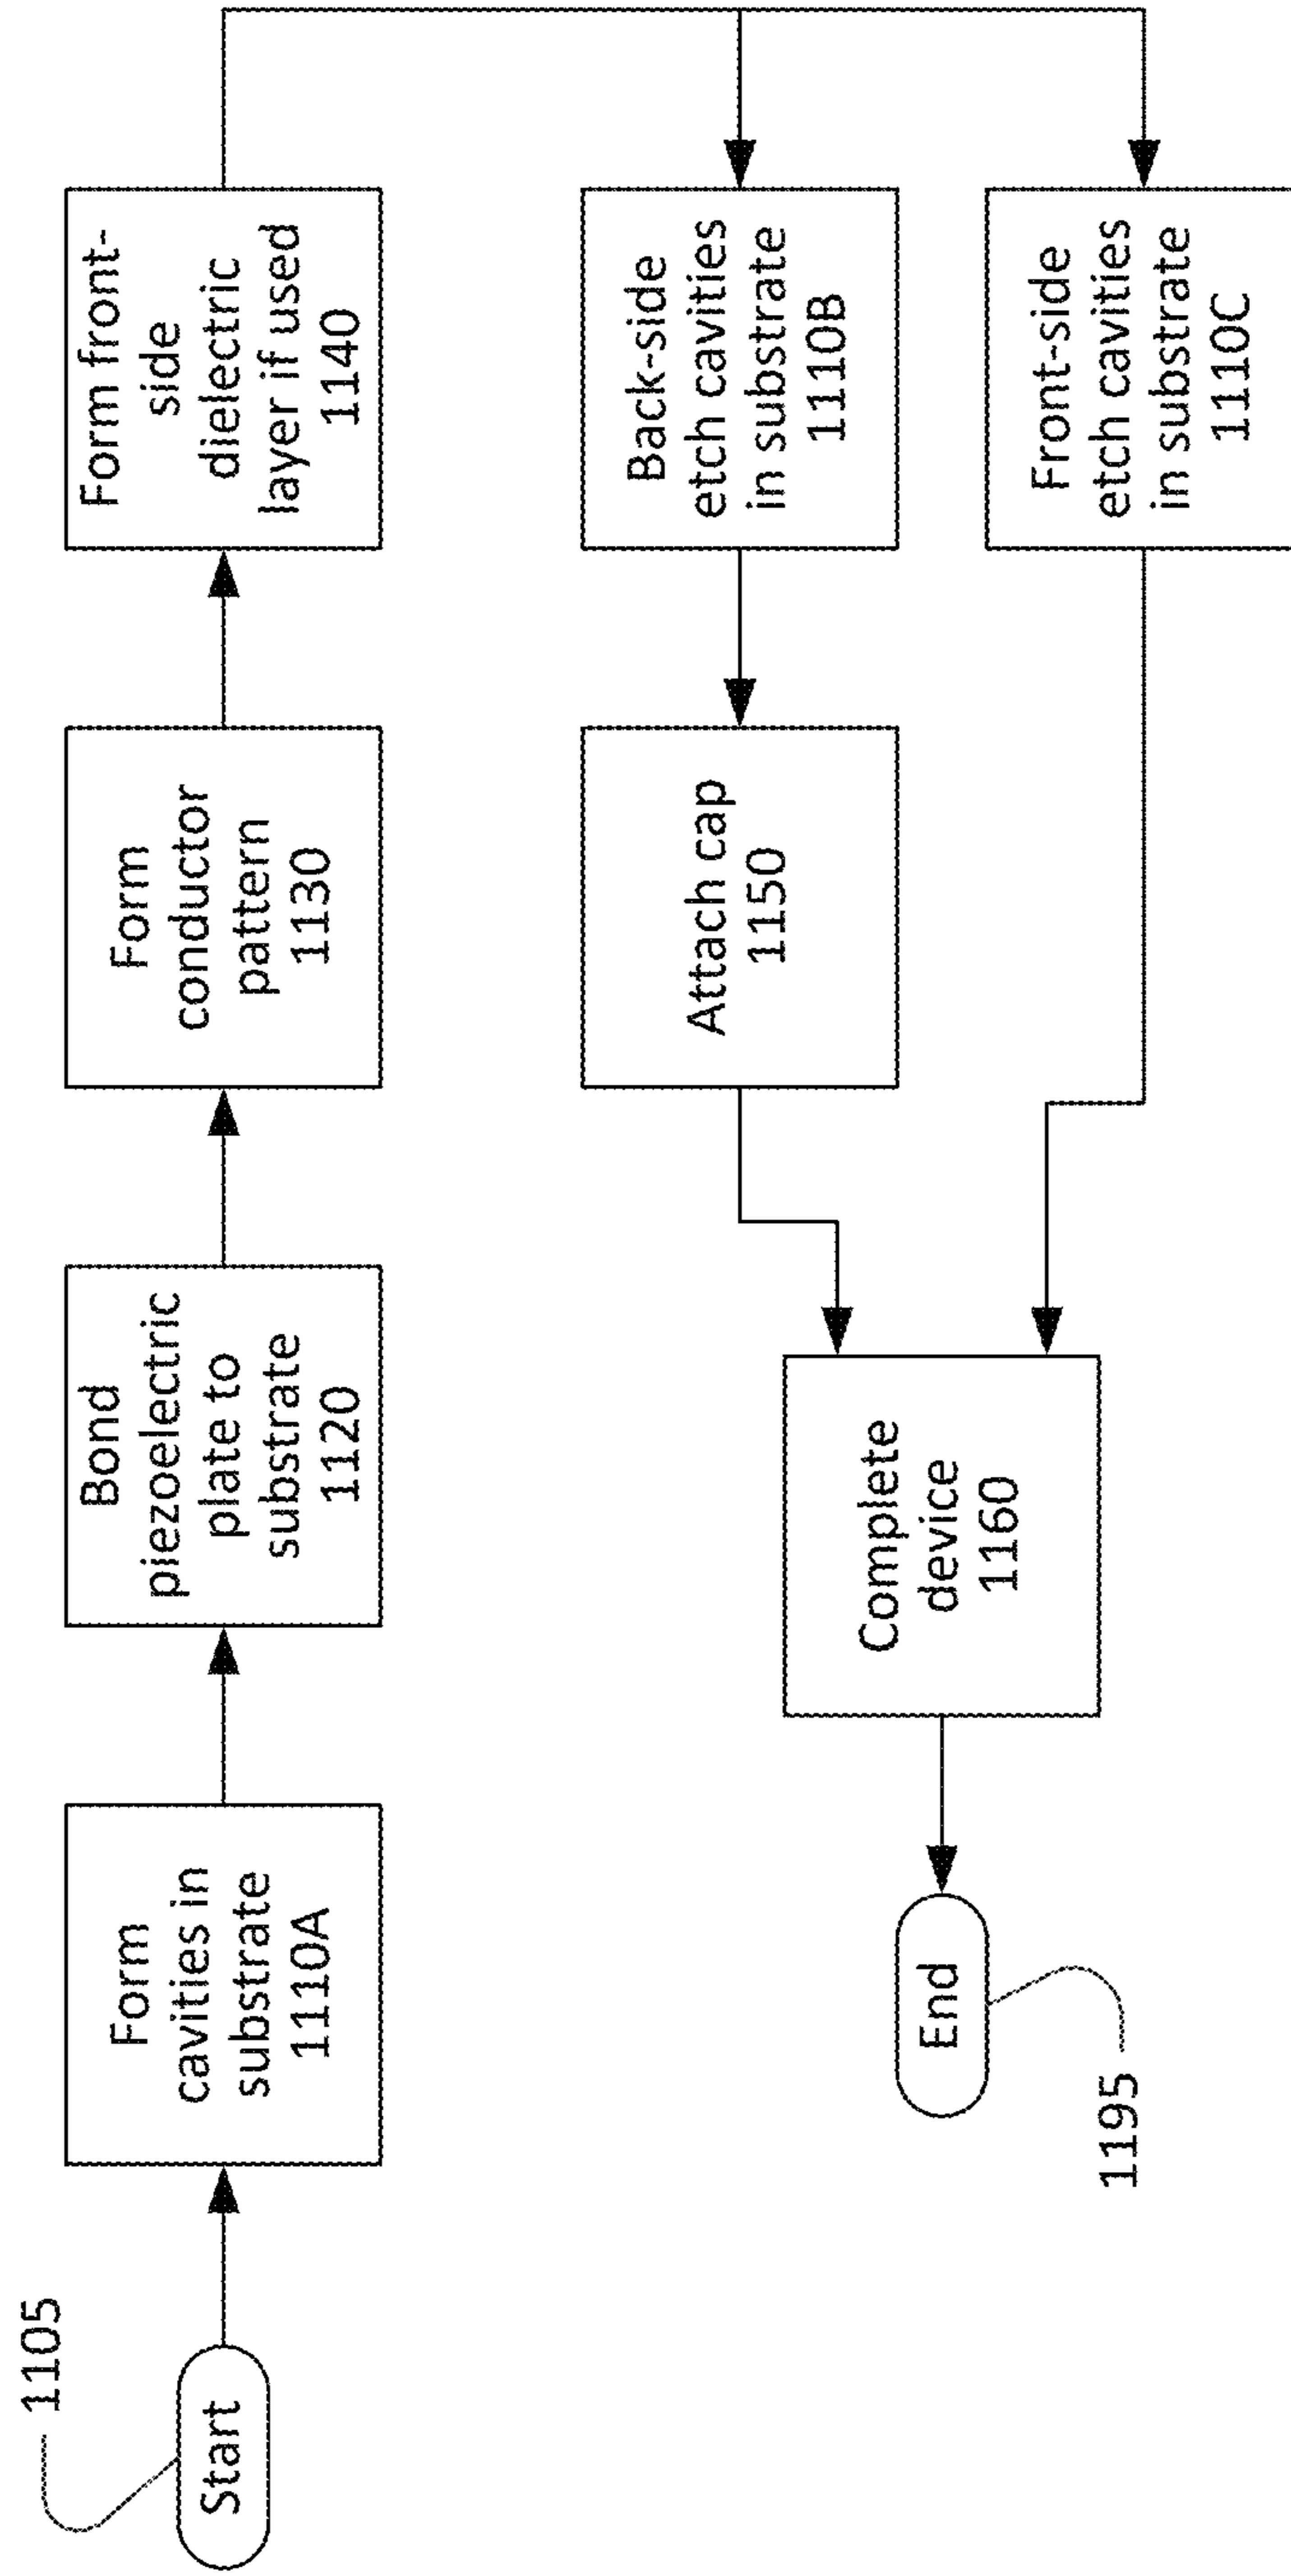 1105
Start
Form
cavities in
substrate
1110A
Bond
piezoelectric
plate to
substrate
1120
Form
conductor
pattern
1130
Form front-
side
dielectric
layer if used
1140
Back-side
etch cavities
in substrate
1110B
Attach cap
1150
Front-side
etch cavities
in substrate
1110C
Complete
device
1160
End
1195